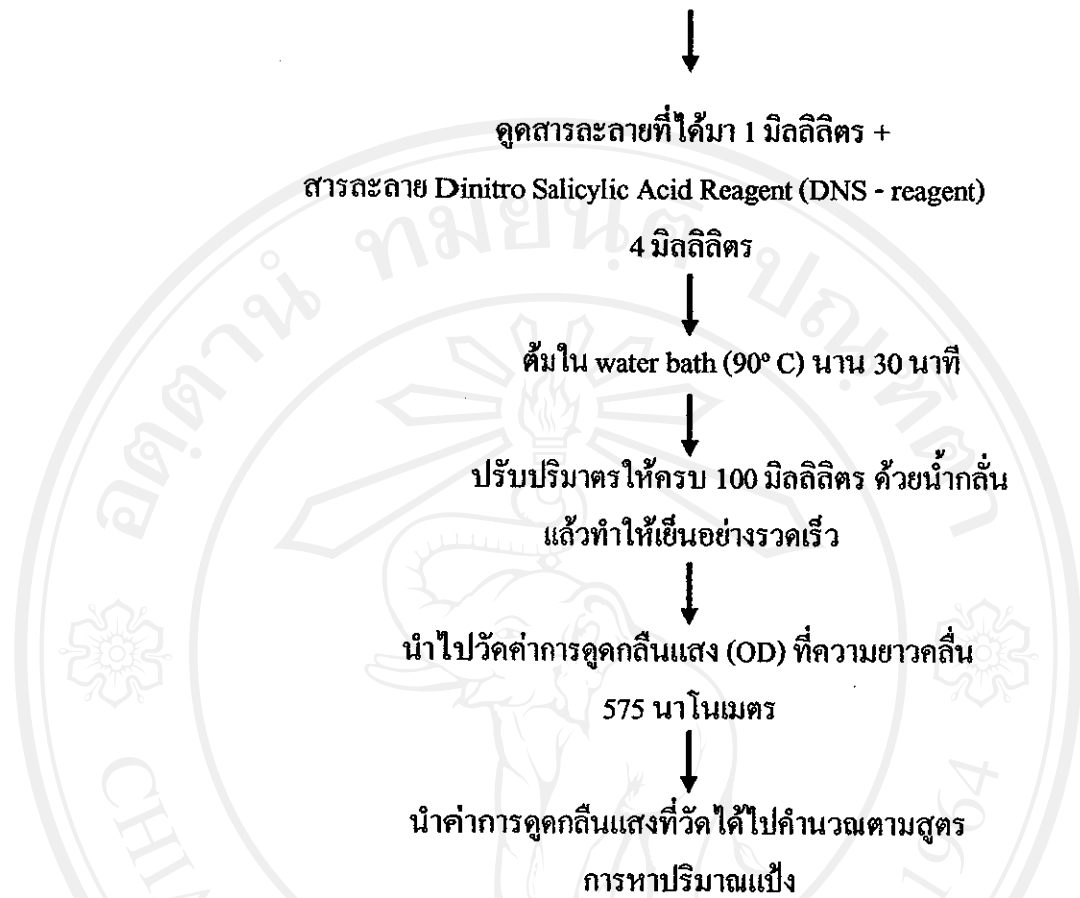 ดูดสารละลายที่ได้มา 1 มิลลิลิตร +
สารละลาย Dinitro Salicylic Acid Reagent (DNS - reagent)
4 มิลลิลิตร
ต้มใน water bath (90° C) นาน 30 นาที
ปรับปริมาตรให้ครบ 100 มิลลิลิตร ด้วยน้ำกลั่น
แล้วทำให้เย็นอย่างรวดเร็ว
นำไปวัดค่าการดูดกลืนแสง (OD) ที่ความยาวคลื่น
575 นาโนเมตร
นำค่าการดูดกลืนแสงที่วัดได้ไปคำนวณตามสูตร
การหาปริมาณแป้ง
1964